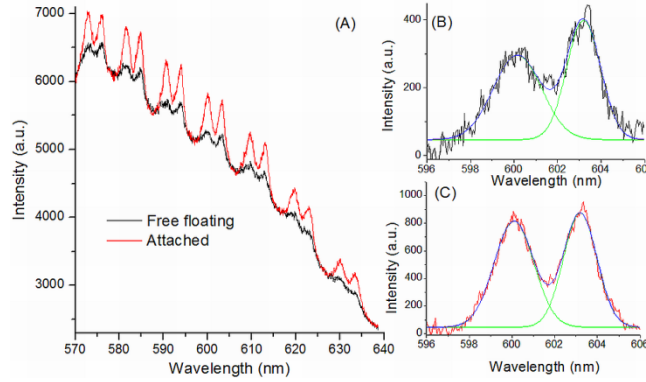 (A)
7000
6000
5000
4000
3000
Intensity (a.u.)
Free floating
Attached
570 580 590 600 610 620 630 640
Wavelength (nm)
(B)
400
200
0
Intensity (a.u.)
596 598 600 602 604 60
Wavelength (nm)
(C)
1000
800
600
400
200
0
Intensity (a.u.)
596 598 600 602 604 606
Wavelength (nm)